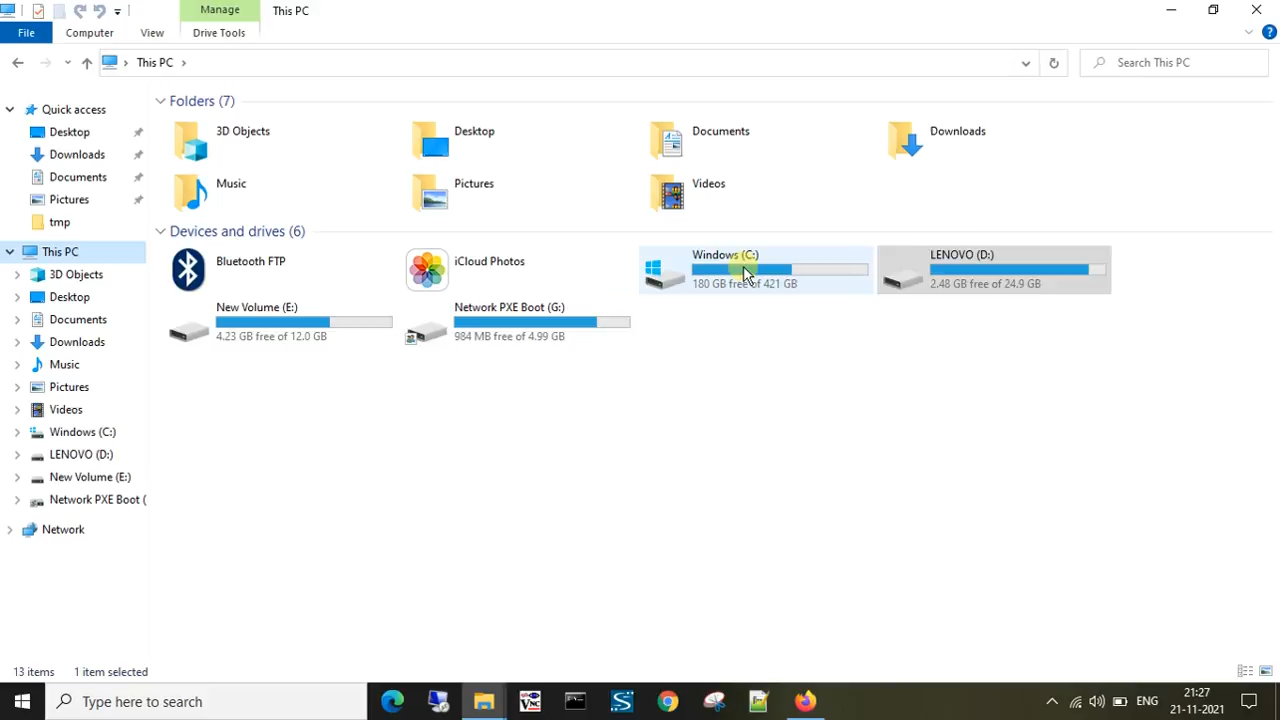 Manage
This PC
File
Computer
View
Drive Tools
This PC
Search This PC
Quick access
Desktop
Downloads
Documents
Pictures
tmp
This PC
3D Objects
Desktop
Documents
Downloads
Music
Pictures
Videos
Windows (C:)
LENOVO (D:)
New Volume (E:)
Network PXE Boot (
Network
Folders (7)
3D Objects
Desktop
Documents
Downloads
Music
Pictures
Videos
Devices and drives (6)
Bluetooth FTP
iCloud Photos
Windows (C:)
180 GB free of 421 GB
LENOVO (D:)
2.48 GB free of 24.9 GB
New Volume (E:)
4.23 GB free of 12.0 GB
Network PXE Boot (G:)
984 MB free of 4.99 GB
13 items
1 item selected
Type here to search
ENG
21:27
21-11-2021